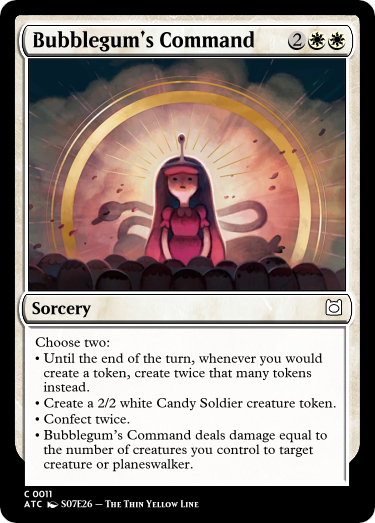 Bubblegum's Command 2
Sorcery
Choose two:
• Until the end of the turn, whenever you would
create a token, create twice that many tokens
instead.
• Create a 2/2 white Candy Soldier creature token.
• Confect twice.
• Bubblegum's Command deals damage equal to
the number of creatures you control to target
creature or planeswalker.
C 0011
ATC S07E26 – The Thin Yellow Line